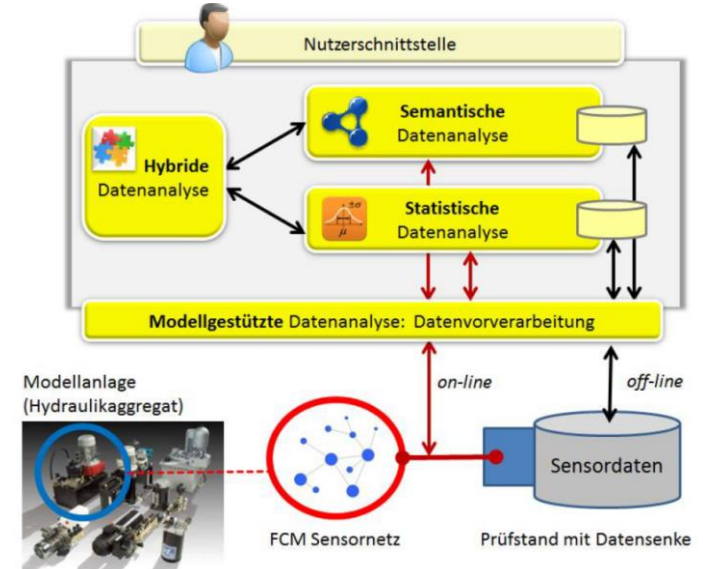 Nutzerschnittstelle
Semantische
Datenanalyse
Hybride
Datenanalyse
±σ
μ
Statistische
Datenanalyse
Modellgestützte Datenanalyse: Datenvorverarbeitung
Modellanlage
(Hydraulikaggregat)
on-line
off-line
Sensordaten
FCM Sensornetz
Prüfstand mit Datensenke